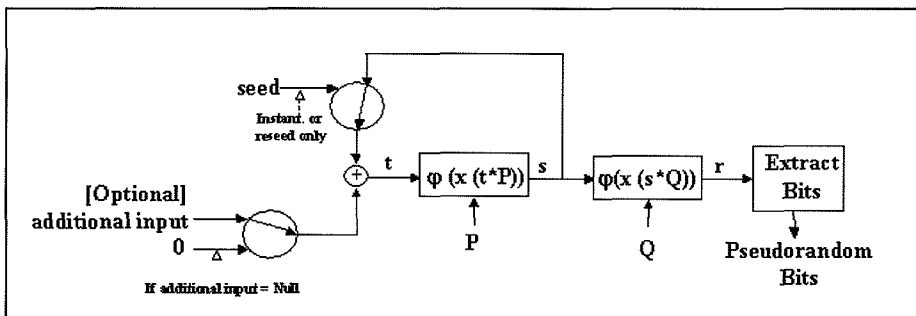 seed
Instant. or
reseed only
[Optional]
additional input
0
If additional input = Null
+
t
φ (x (t*P))
s
P
φ(x (s*Q))
Q
r
Extract
Bits
Pseudorandom
Bits